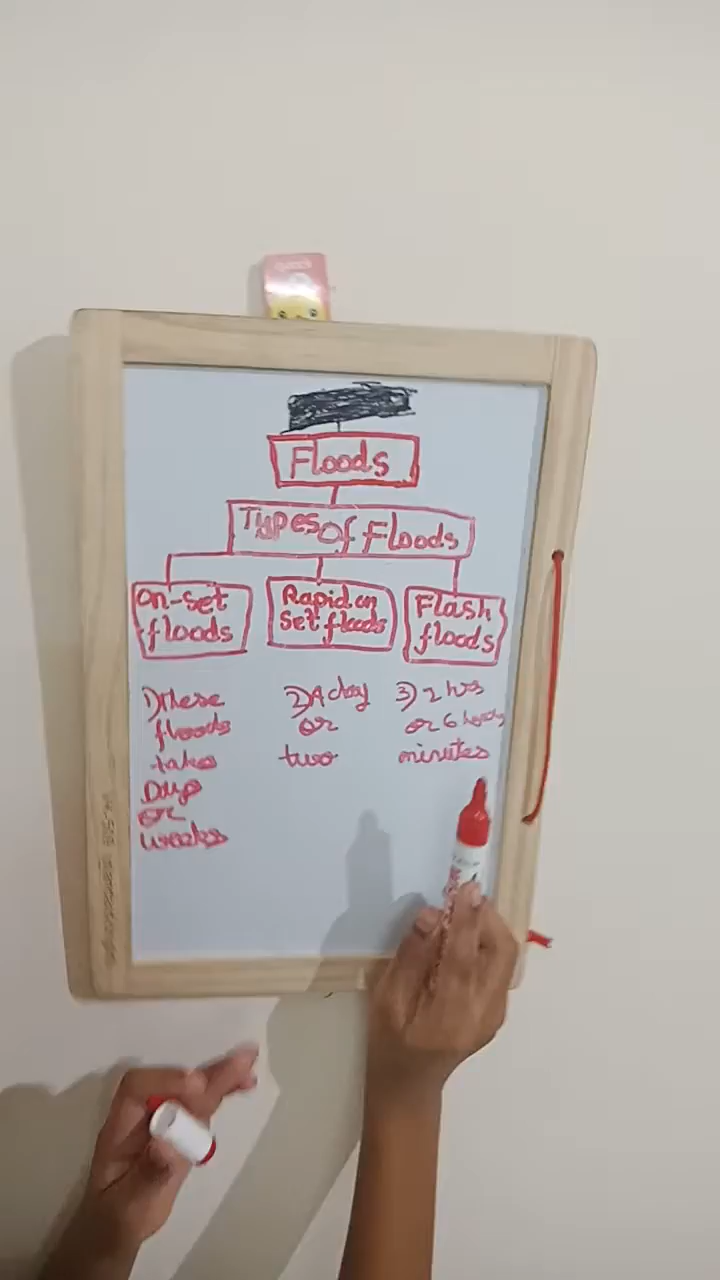 Floods
Types of Floods
On-set
floods
Rapid on
Set floods
Flash
floods
1) These
floods
takes
Days
or
weeks
2) A day
or
two
3) 2 hrs
or 6 hours
minutes